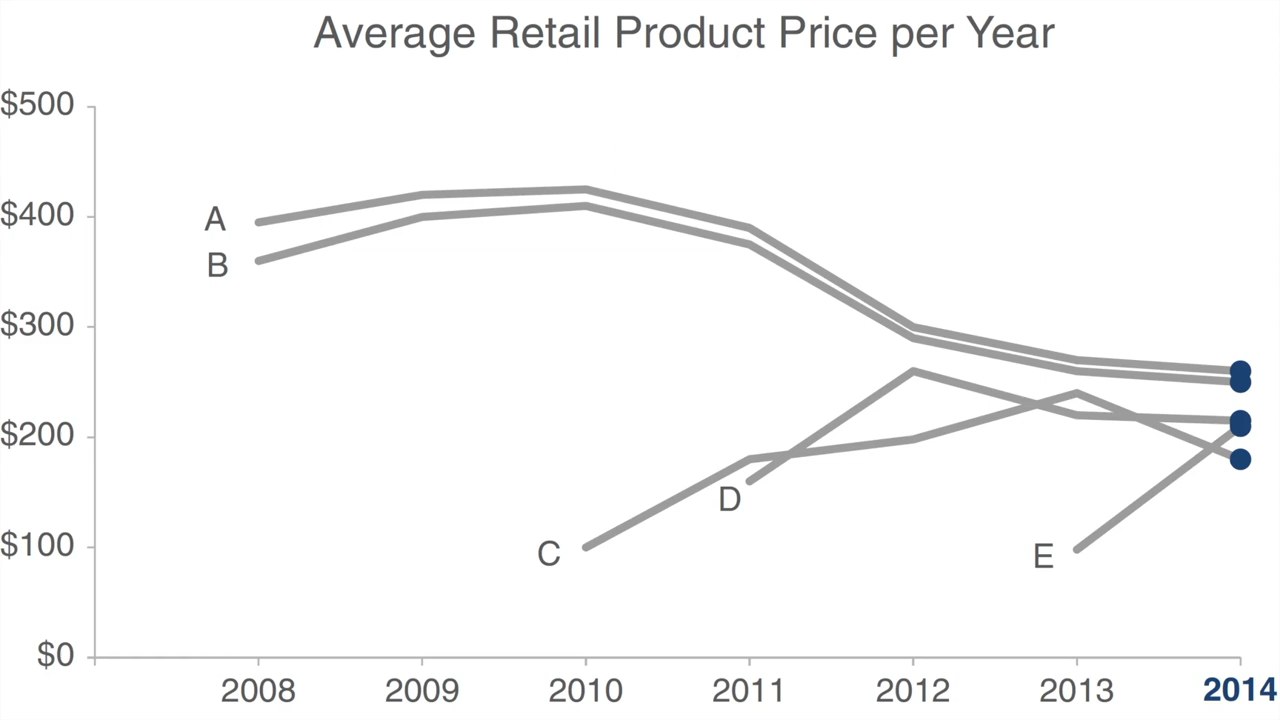 Average Retail Product Price per Year
$500
$400
$300
$200
$100
$0
A
B
C
D
E
2008 2009 2010 2011 2012 2013 2014